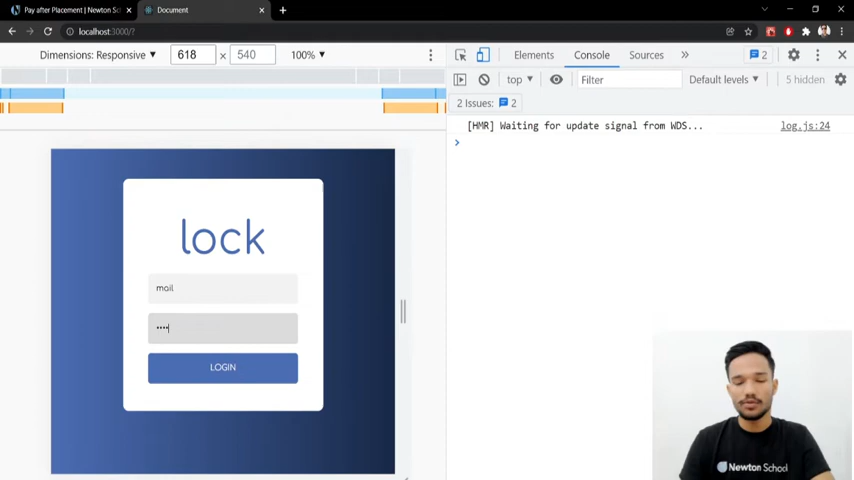 Pay after Placement | Newton Sc
Document
localhost:3000/?
Dimensions: Responsive
618
x
540
100%
Elements
Console
Sources
2
top
Filter
Default levels
5 hidden
2 Issues:
2
[HMR] Waiting for update signal from WDS...
log.js:24
lock
mail
••••
LOGIN
Newton School